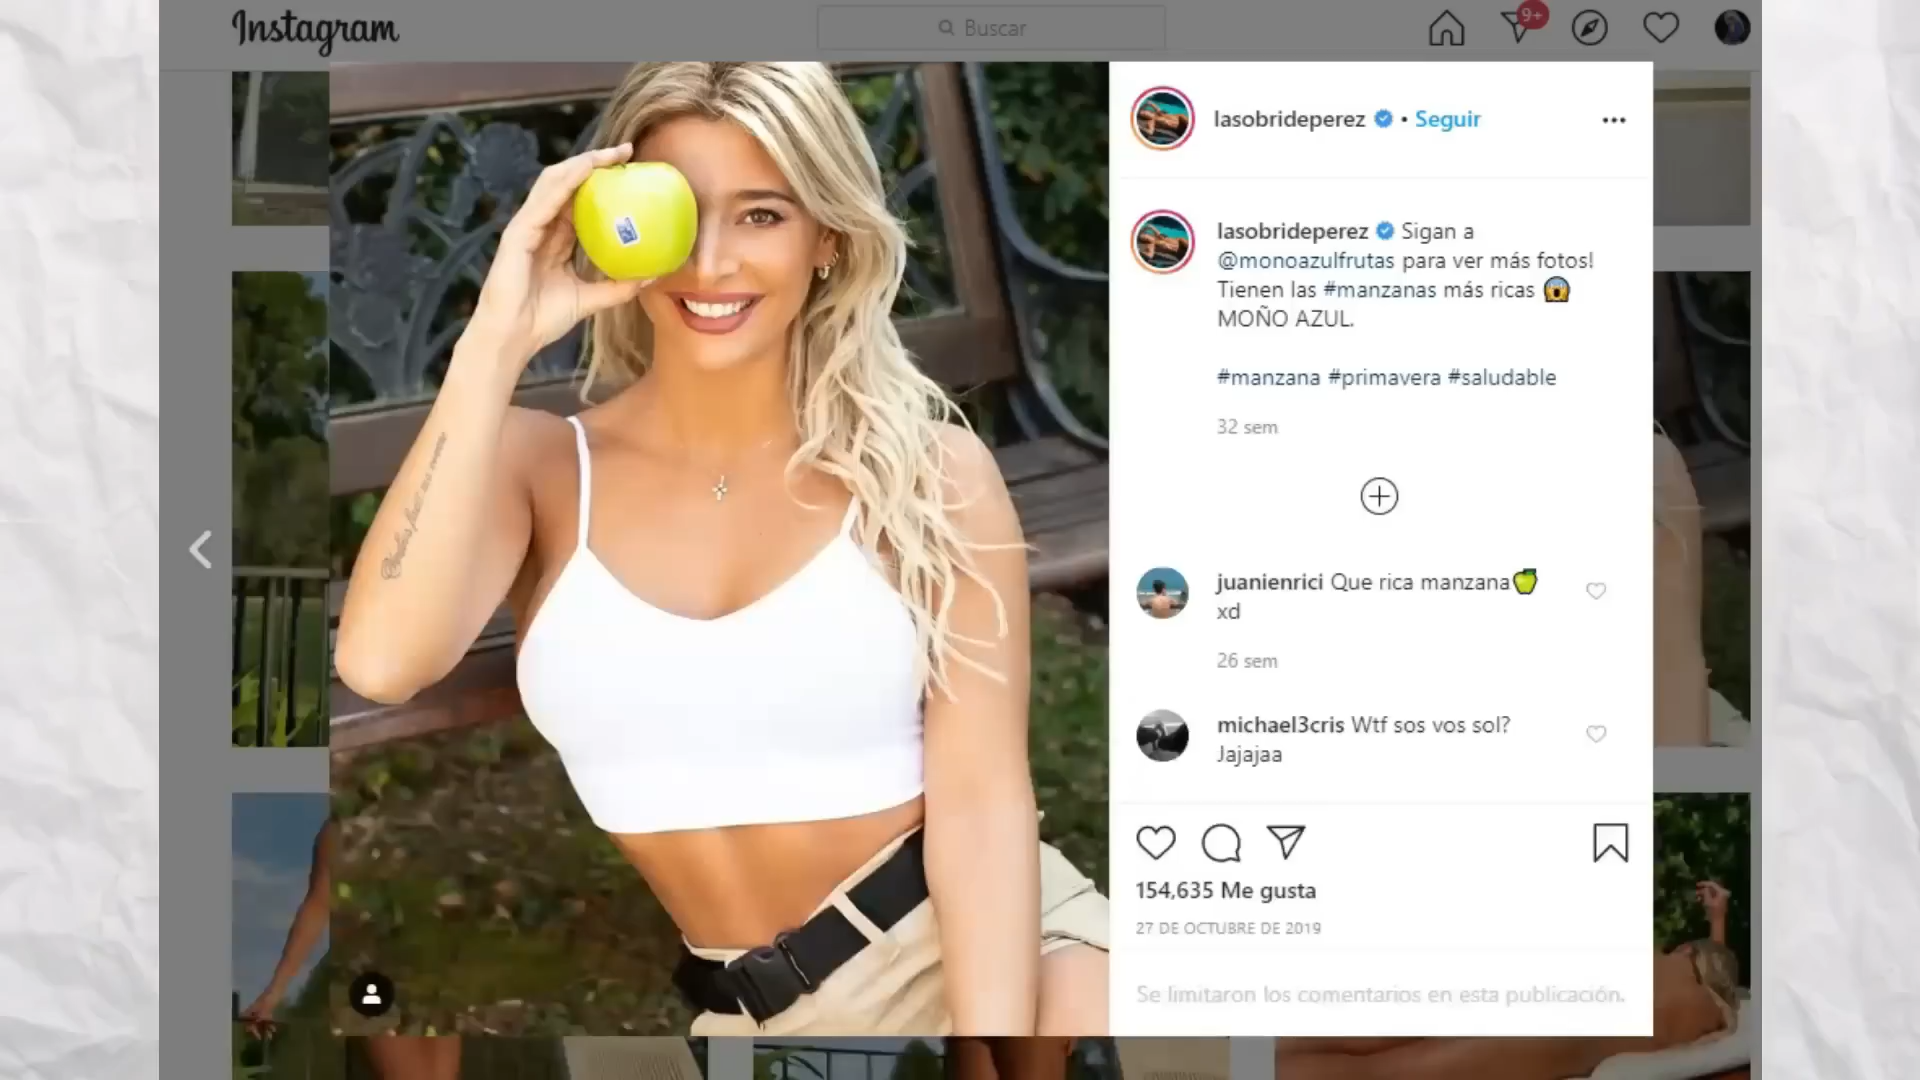 Instagram
Buscar
9+
lasobrideperez • Seguir
lasobrideperez Sigan a
@monoazulfrutas para ver más fotos!
Tienen las #manzanas más ricas 😱
MOÑO AZUL.
#manzana #primavera #saludable
32 sem
juanienrici Que rica manzana🍏
xd
26 sem
michael3cris Wtf sos vos sol?
Jajajaa
154,635 Me gusta
27 DE OCTUBRE DE 2019
Se limitaron los comentarios en esta publicación.